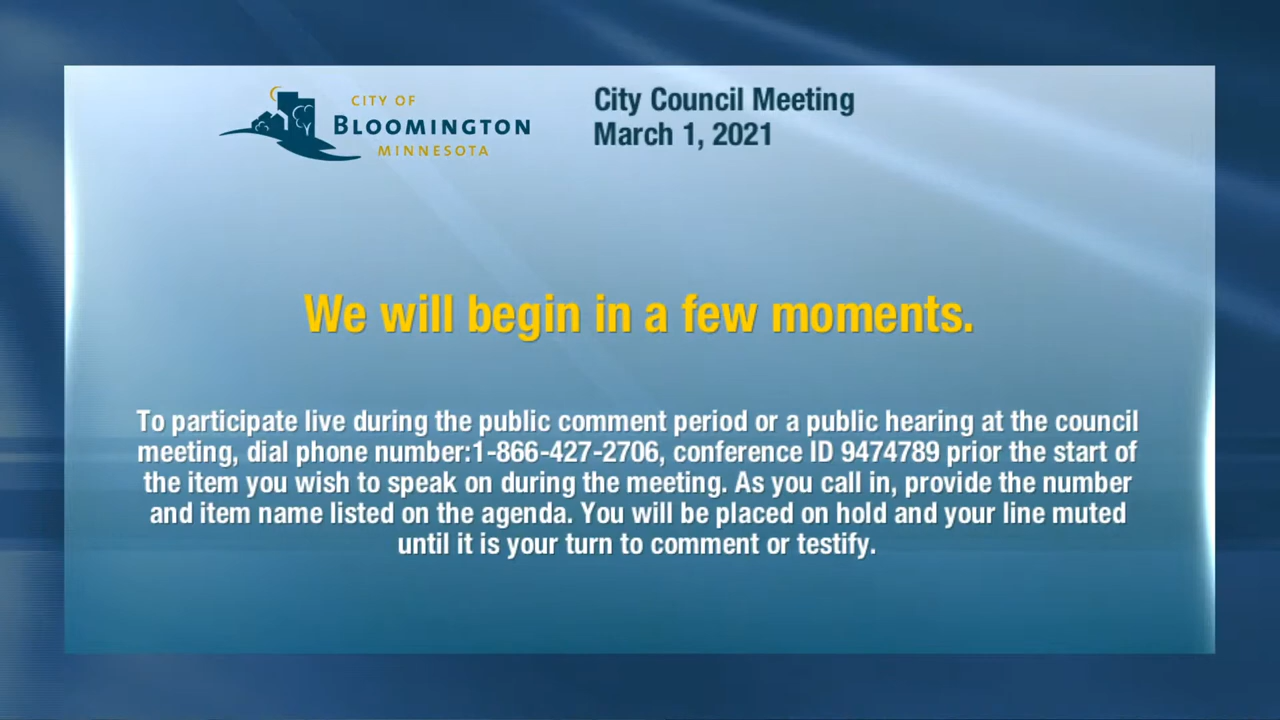 CITY OF
BLOOMINGTON
MINNESOTA
City Council Meeting
March 1, 2021
We will begin in a few moments.
To participate live during the public comment period or a public hearing at the council
meeting, dial phone number:1-866-427-2706, conference ID 9474789 prior the start of
the item you wish to speak on during the meeting. As you call in, provide the number
and item name listed on the agenda. You will be placed on hold and your line muted
until it is your turn to comment or testify.